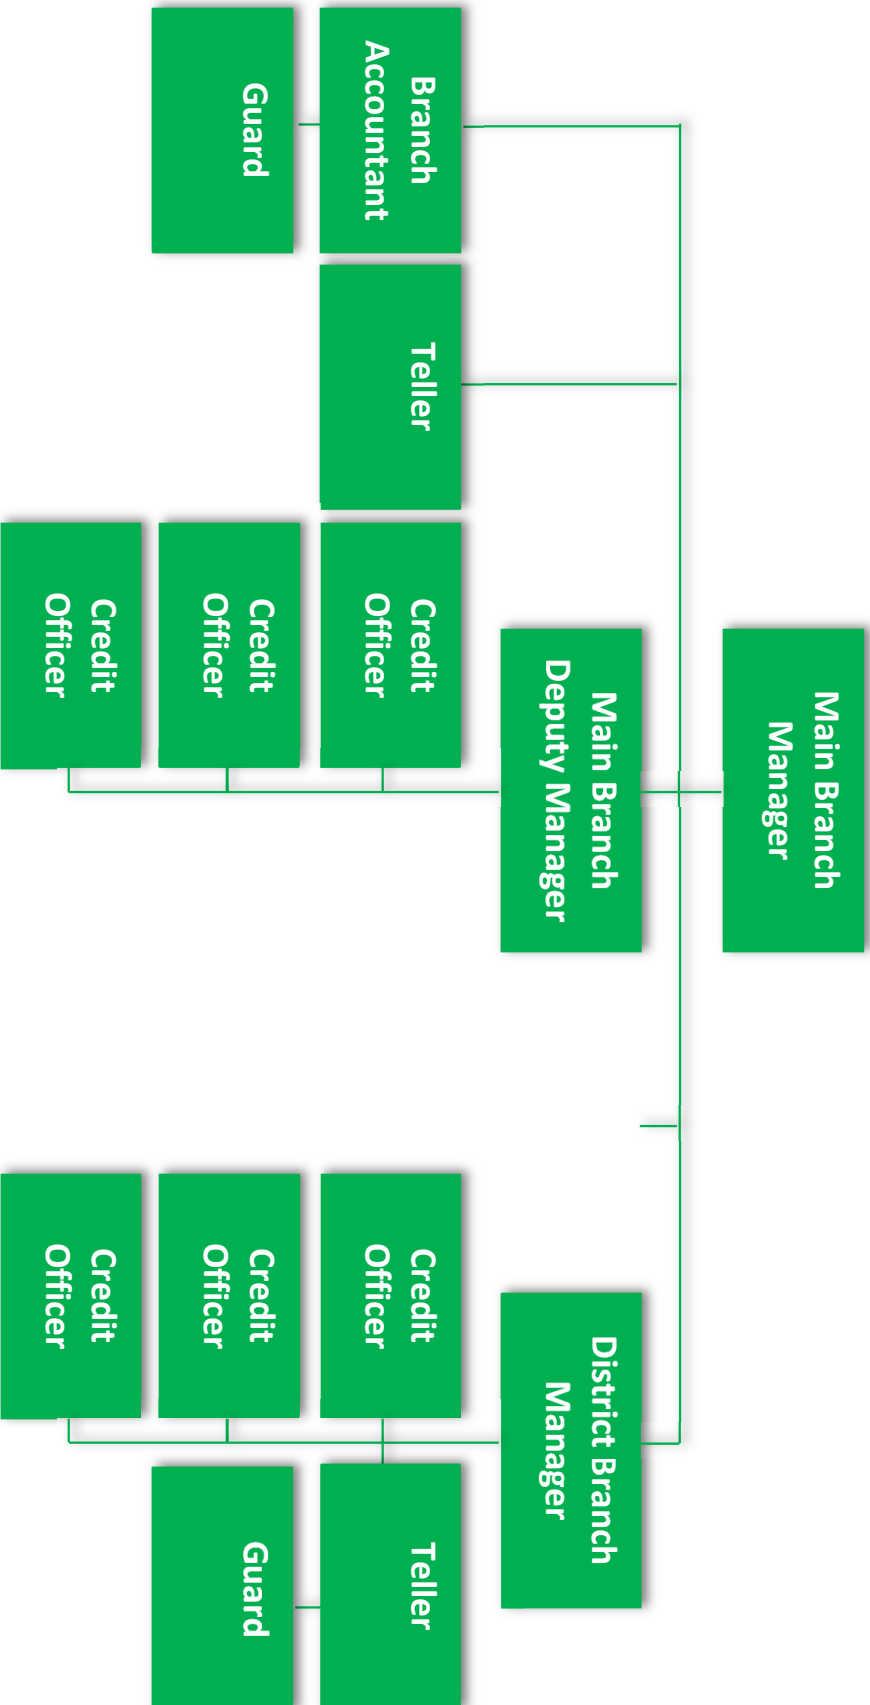 Main Branch
Manager
Main Branch
Deputy Manager
District Branch
Manager
Branch
Accountant
Teller
Credit
Officer
Credit
Officer
Teller
Guard
Credit
Officer
Credit
Officer
Guard
Credit
Officer
Credit
Officer